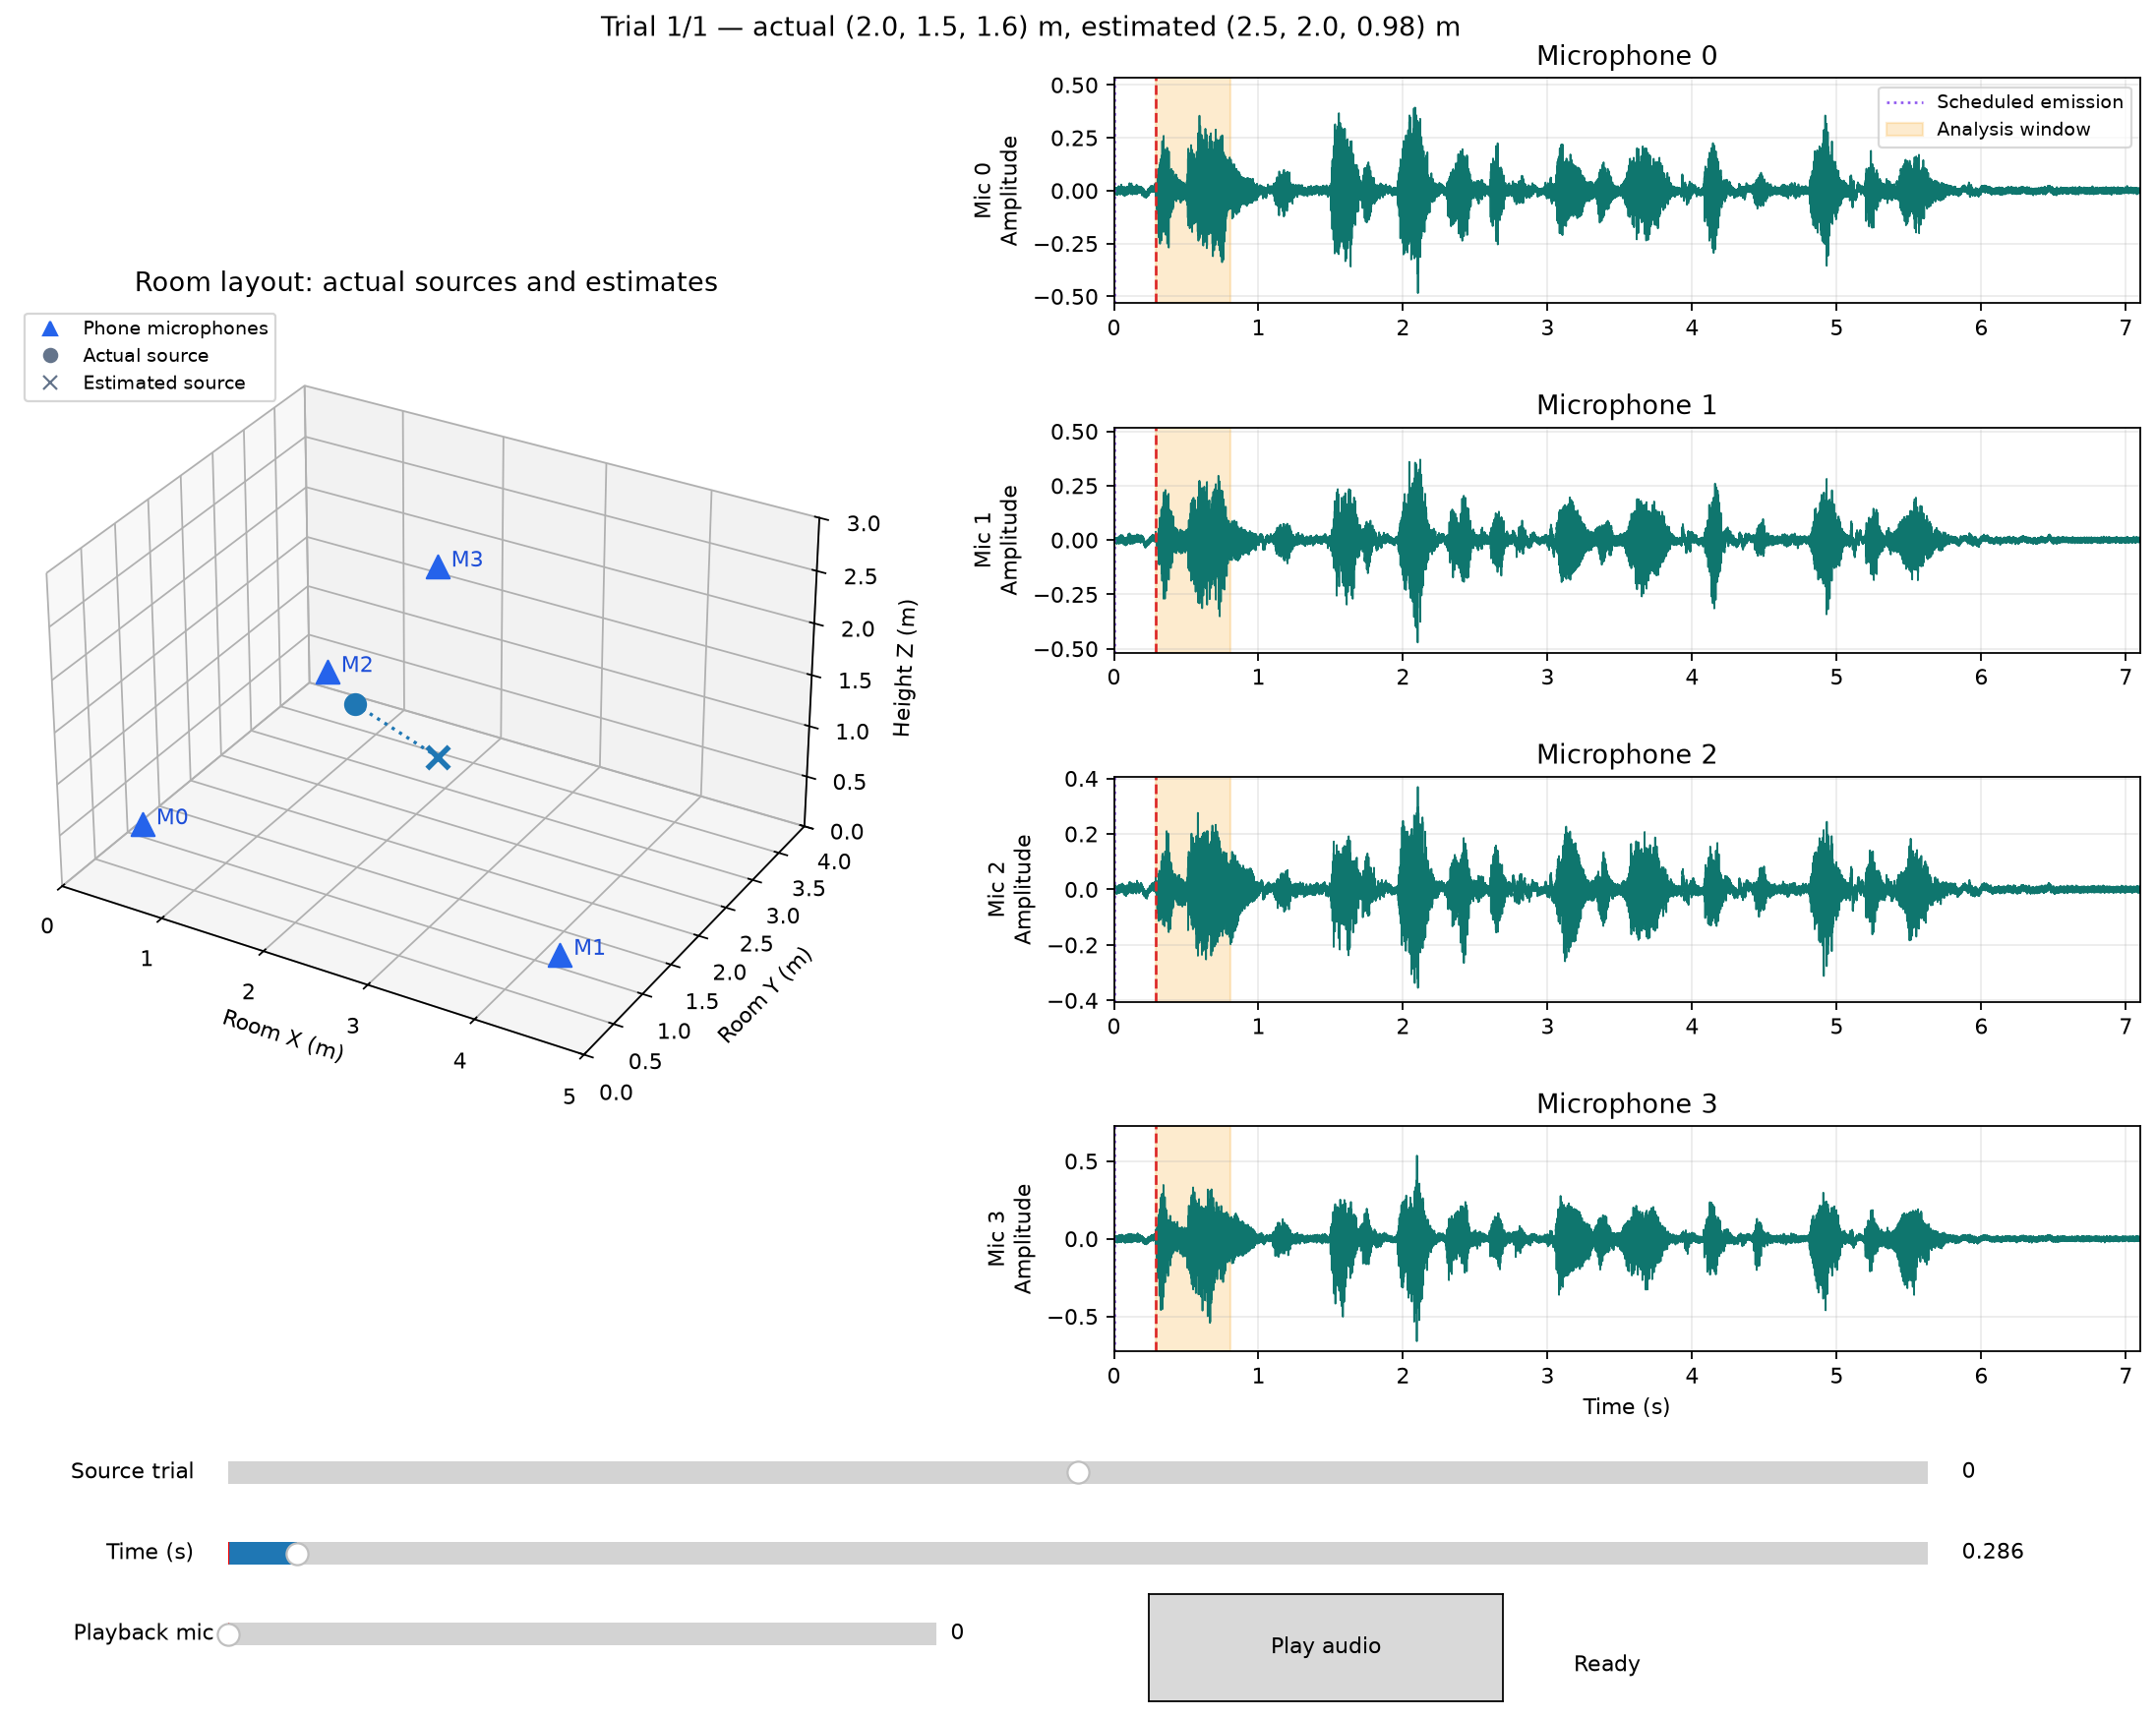 Trial 1/1 — actual (2.0, 1.5, 1.6) m, estimated (2.5, 2.0, 0.98) m
Room layout: actual sources and estimates
Phone microphones
Actual source
Estimated source
M3
M2
M0
M1
3.0
2.5
2.0
1.5
1.0
0.5
0.0
Height Z (m)
4.0
3.5
3.0
2.5
2.0
1.5
1.0
0.5
0.0
Room Y (m)
0
1
2
3
4
5
Room X (m)
Microphone 0
Scheduled emission
Analysis window
Mic 0
Amplitude
0.50
0.25
0.00
−0.25
−0.50
0 1 2 3 4 5 6 7
Microphone 1
Mic 1
Amplitude
0.50
0.25
0.00
−0.25
−0.50
0 1 2 3 4 5 6 7
Microphone 2
Mic 2
Amplitude
0.4
0.2
0.0
−0.2
−0.4
0 1 2 3 4 5 6 7
Microphone 3
Mic 3
Amplitude
0.5
0.0
−0.5
0 1 2 3 4 5 6 7
Time (s)
Source trial 0
Time (s) 0.286
Playback mic 0
Play audio
Ready